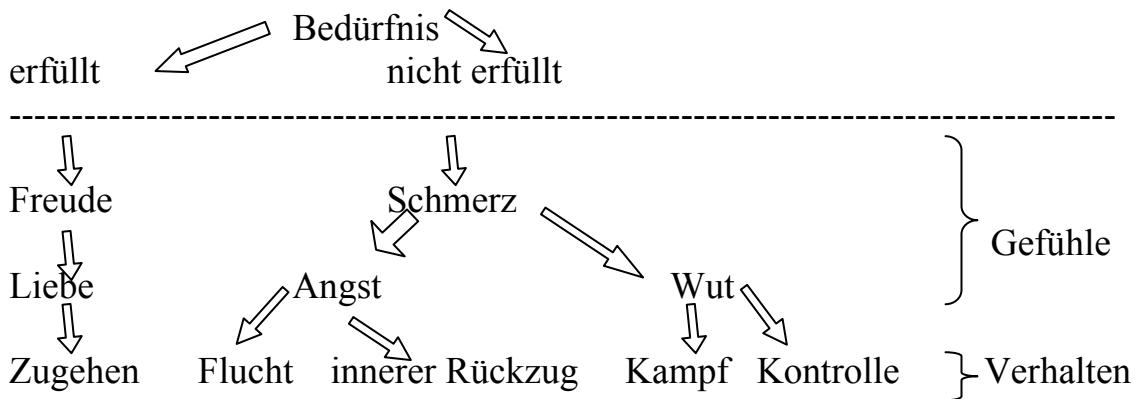 Bedürfnis
erfüllt nicht erfüllt
Freude Schmerz
Gefühle
Liebe Angst Wut
Zugehen Flucht innerer Rückzug Kampf Kontrolle Verhalten